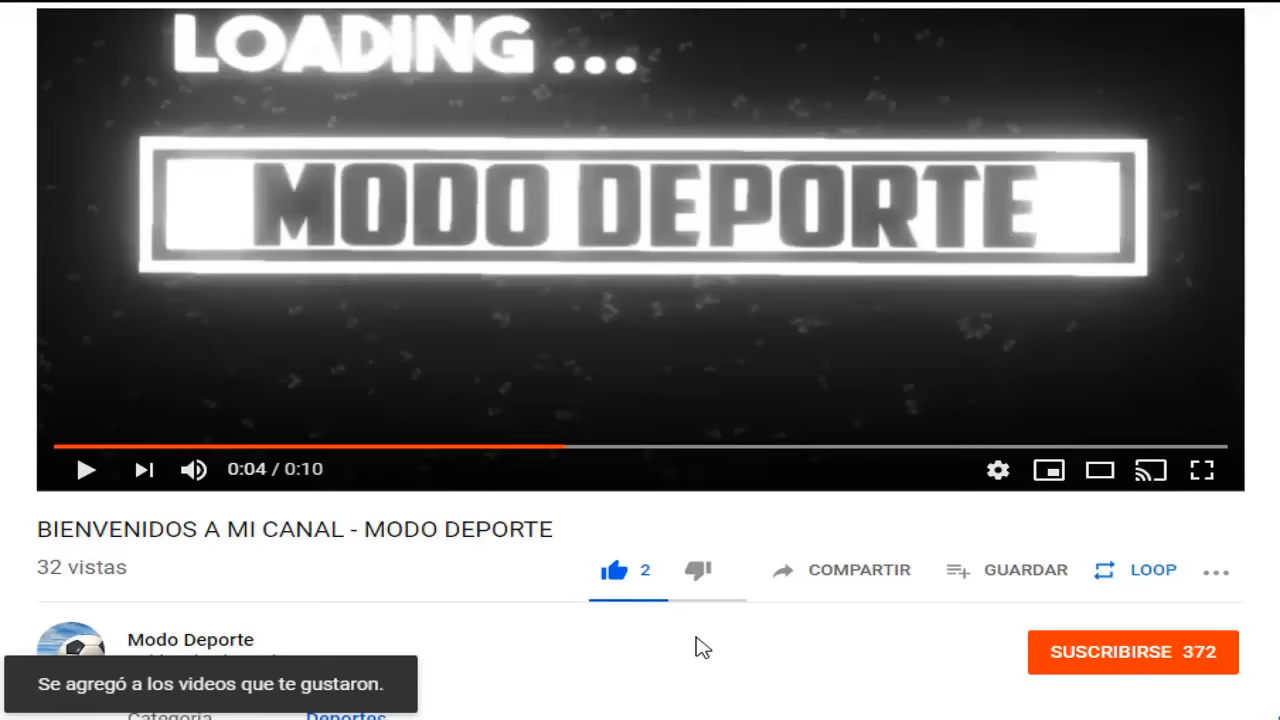 LOADING ...
MODO DEPORTE
0:04 / 0:10
BIENVENIDOS A MI CANAL - MODO DEPORTE
32 vistas
2
COMPARTIR
GUARDAR
LOOP
Modo Deporte
SUSCRIBIRSE 372
Se agregó a los videos que te gustaron.
Categoría
Deportes